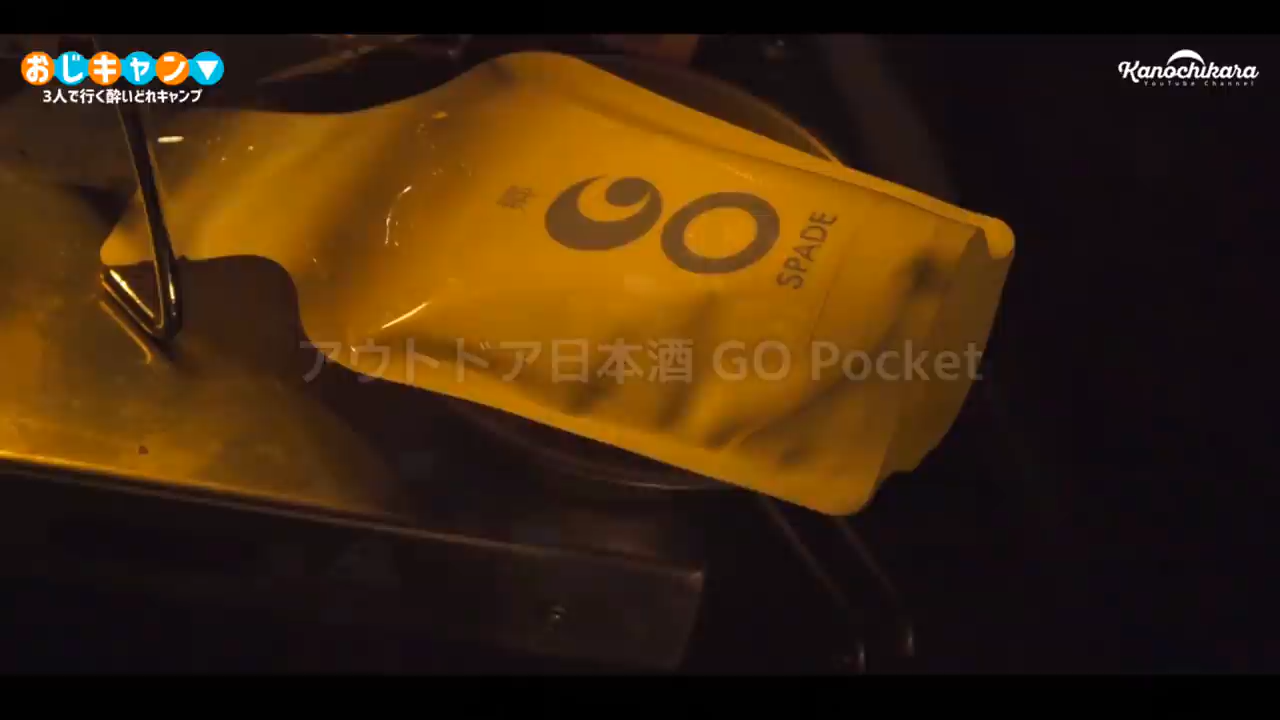 おじキャン▼
3人で行く酔いどれキャンプ
Kanochikara
YouTube Channel
郷
GO
SPADE
アウトドア日本酒 GO Pocket